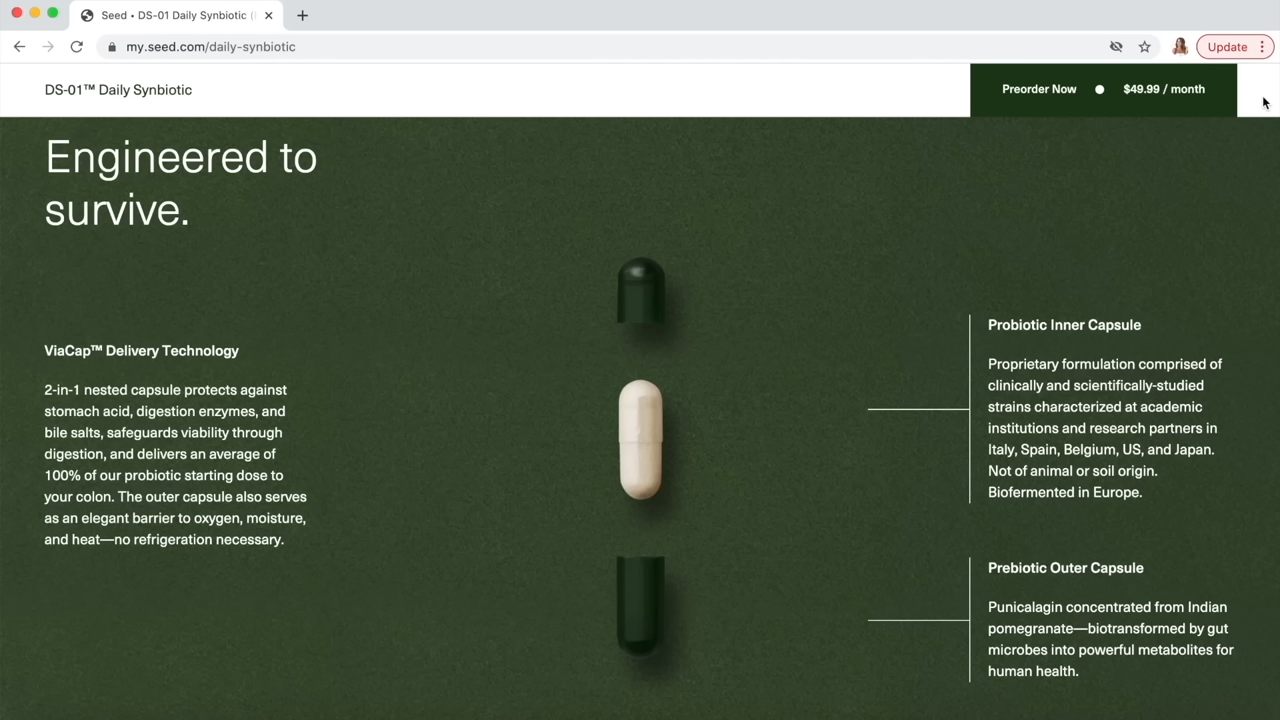 Seed • DS-01 Daily Synbiotic
my.seed.com/daily-synbiotic
Update
DS-01™ Daily Synbiotic
Preorder Now
$49.99 / month
Engineered to
survive.
ViaCap™ Delivery Technology
2-in-1 nested capsule protects against
stomach acid, digestion enzymes, and
bile salts, safeguards viability through
digestion, and delivers an average of
100% of our probiotic starting dose to
your colon. The outer capsule also serves
as an elegant barrier to oxygen, moisture,
and heat—no refrigeration necessary.
Probiotic Inner Capsule
Proprietary formulation comprised of
clinically and scientifically-studied
strains characterized at academic
institutions and research partners in
Italy, Spain, Belgium, US, and Japan.
Not of animal or soil origin.
Biofermented in Europe.
Prebiotic Outer Capsule
Punicalagin concentrated from Indian
pomegranate—biotransformed by gut
microbes into powerful metabolites for
human health.